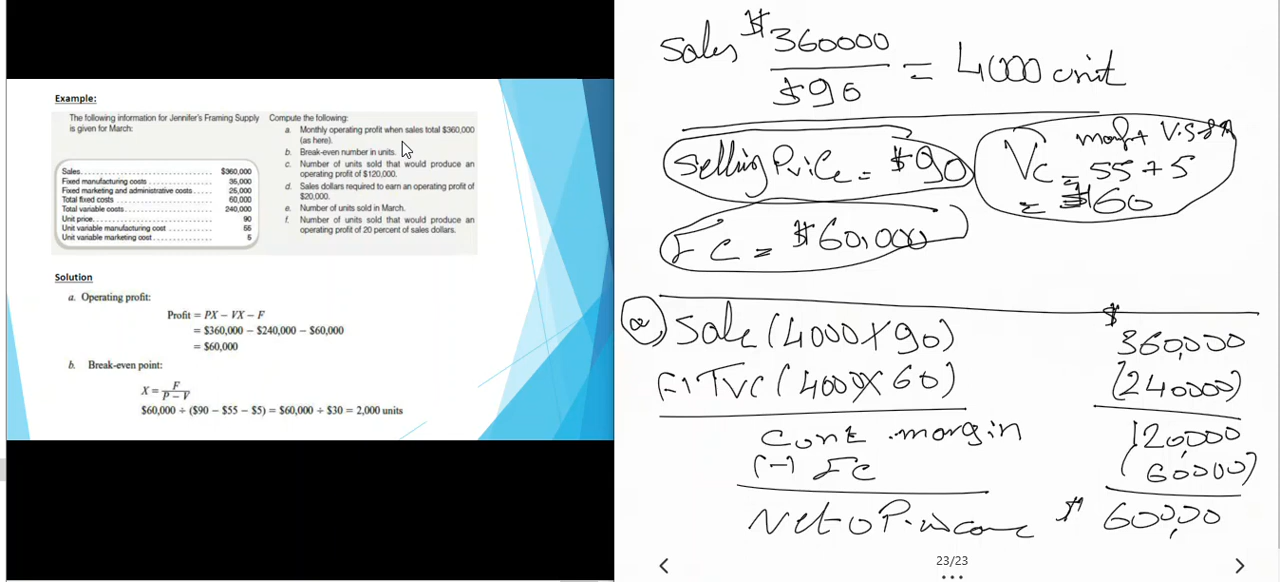 Example:
The following information for Jennifer's Framing Supply
is given for March:
Sales . . . . . . . . . . . . . . . . . . . . $360,000
Fixed manufacturing costs . . . . . . . . . . . 35,000
Fixed marketing and administrative costs . . . . . 25,000
Total fixed costs . . . . . . . . . . . . . . . . 60,000
Total variable costs . . . . . . . . . . . . . . . 240,000
Unit price . . . . . . . . . . . . . . . . . . . . 90
Unit variable manufacturing cost . . . . . . . . . . 55
Unit variable marketing cost . . . . . . . . . . . . 5
Compute the following:
a. Monthly operating profit when sales total $360,000
(as here).
b. Break-even number in units.
c. Number of units sold that would produce an
operating profit of $120,000.
d. Sales dollars required to earn an operating profit of
$20,000.
e. Number of units sold in March.
f. Number of units sold that would produce an
operating profit of 20 percent of sales dollars.
Solution
a. Operating profit:
Profit = PX − VX − F
= $360,000 − $240,000 − $60,000
= $60,000
b. Break-even point:
X = F
P − V
$60,000 ÷ ($90 − $55 − $5) = $60,000 ÷ $30 = 2,000 units
Sales $360000
$90
= 4000 unit
Selling Price = $90
Vc = 55 + 5
= $60
FC = $60,000
$
a) Sale (4000 X 90) 360,000
(-) TVC (4000 X 60) (240000)
Cont. margin 120,000
(-) FC (60000)
Net oP. income $ 600,00
23/23